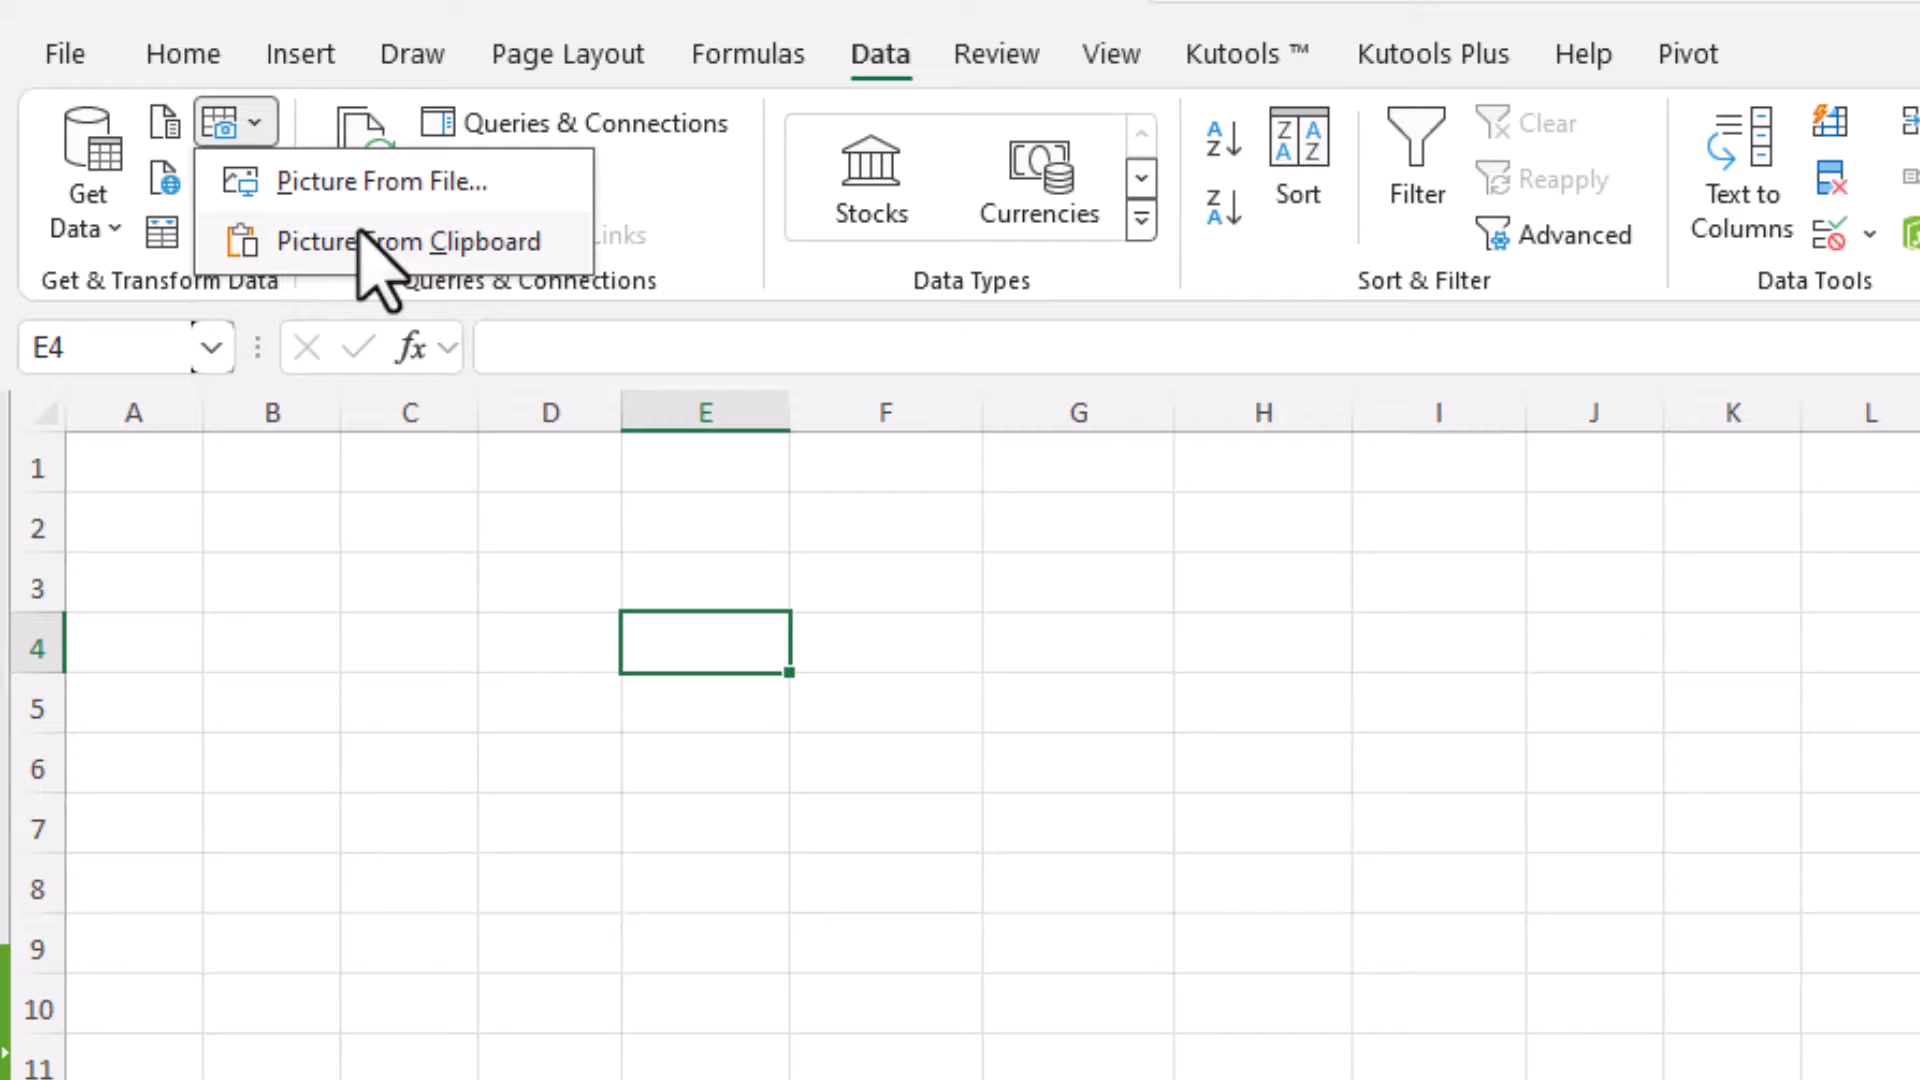 File Home Insert Draw Page Layout Formulas Data Review View Kutools ™ Kutools Plus Help Pivot
Get
Data
Picture From File...
Picture From Clipboard
Get & Transform Data
Queries & Connections
Links
Queries & Connections
Stocks
Currencies
Data Types
Sort
Filter
Clear
Reapply
Advanced
Sort & Filter
Text to
Columns
Data Tools
E4
fx
A B C D E F G H I J K L
1
2
3
4
5
6
7
8
9
10
11